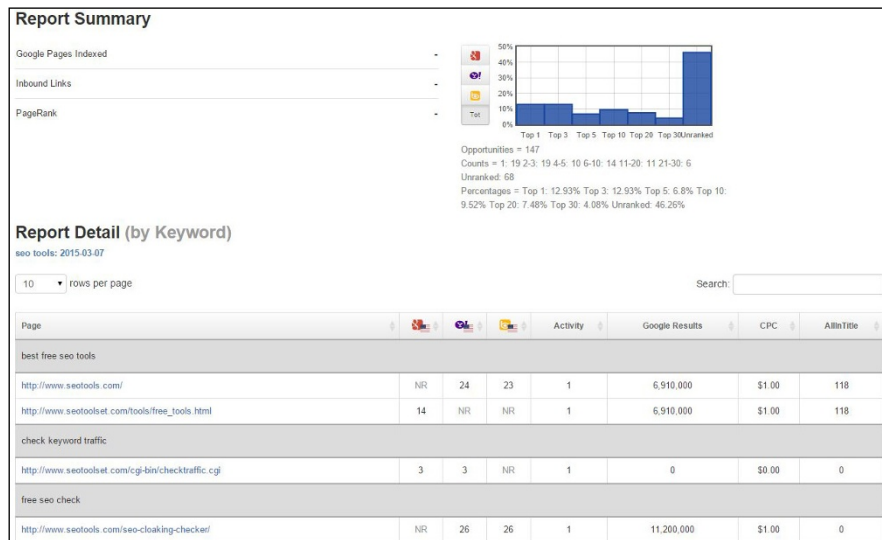 Report Summary
Google Pages Indexed -
Inbound Links -
PageRank -
50%
40%
30%
20%
10%
0%
Tot
Top 1 Top 3 Top 5 Top 10 Top 20 Top 30 Unranked
Opportunities = 147
Counts = 1: 19 2-3: 19 4-5: 10 6-10: 14 11-20: 11 21-30: 6
Unranked: 68
Percentages = Top 1: 12.93% Top 3: 12.93% Top 5: 6.8% Top 10:
9.52% Top 20: 7.48% Top 30: 4.08% Unranked: 46.26%
Report Detail (by Keyword)
seo tools: 2015-03-07
10 rows per page Search:
Page Activity Google Results CPC AllInTitle
best free seo tools
http://www.seotools.com/ NR 24 23 1 6,910,000 $1.00 118
http://www.seotoolset.com/tools/free_tools.html 14 NR NR 1 6,910,000 $1.00 118
check keyword traffic
http://www.seotoolset.com/cgi-bin/checktraffic.cgi 3 3 NR 1 0 $0.00 0
free seo check
http://www.seotools.com/seo-cloaking-checker/ NR 26 26 1 11,200,000 $1.00 0